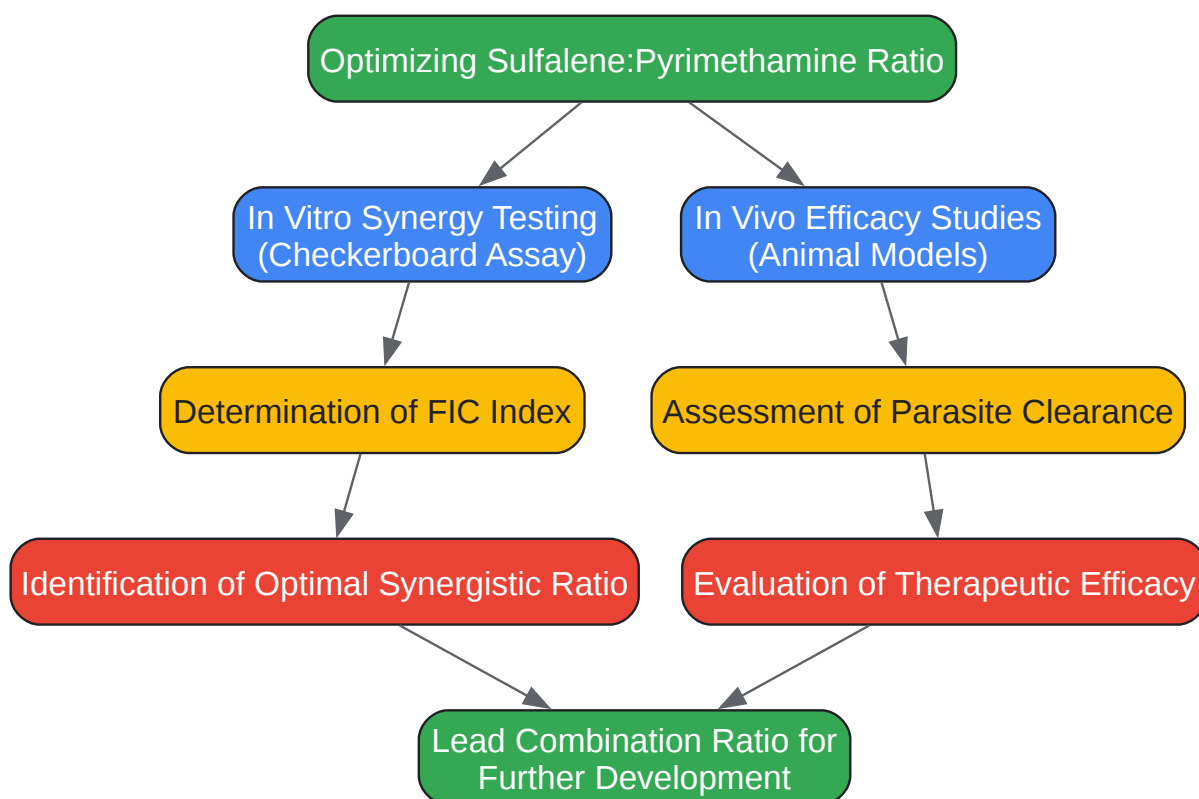 Optimizing Sulfalene:Pyrimethamine Ratio
In Vitro Synergy Testing
(Checkerboard Assay)
In Vivo Efficacy Studies
(Animal Models)
Determination of FIC Index
Assessment of Parasite Clearance
Identification of Optimal Synergistic Ratio
Evaluation of Therapeutic Efficacy
Lead Combination Ratio for
Further Development